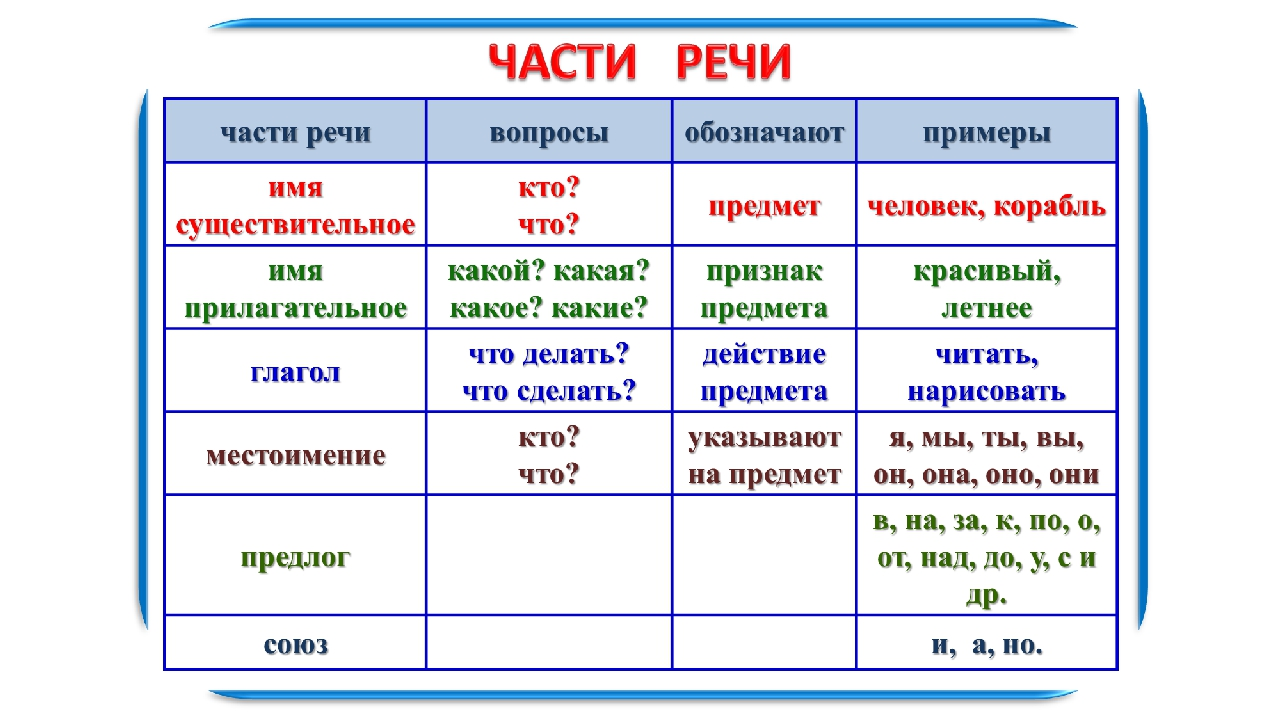 ЧАСТИ РЕЧИ
части речи
вопросы
обозначают
примеры
имя
существительное
кто?
что?
предмет
человек, корабль
имя
прилагательное
какой? какая?
какое? какие?
признак
предмета
красивый,
летнее
глагол
что делать?
что сделать?
действие
предмета
читать,
нарисовать
местоимение
кто?
что?
указывают
на предмет
я, мы, ты, вы,
он, она, оно, они
предлог
в, на, за, к, по, о,
от, над, до, у, с и
др.
союз
и, а, но.